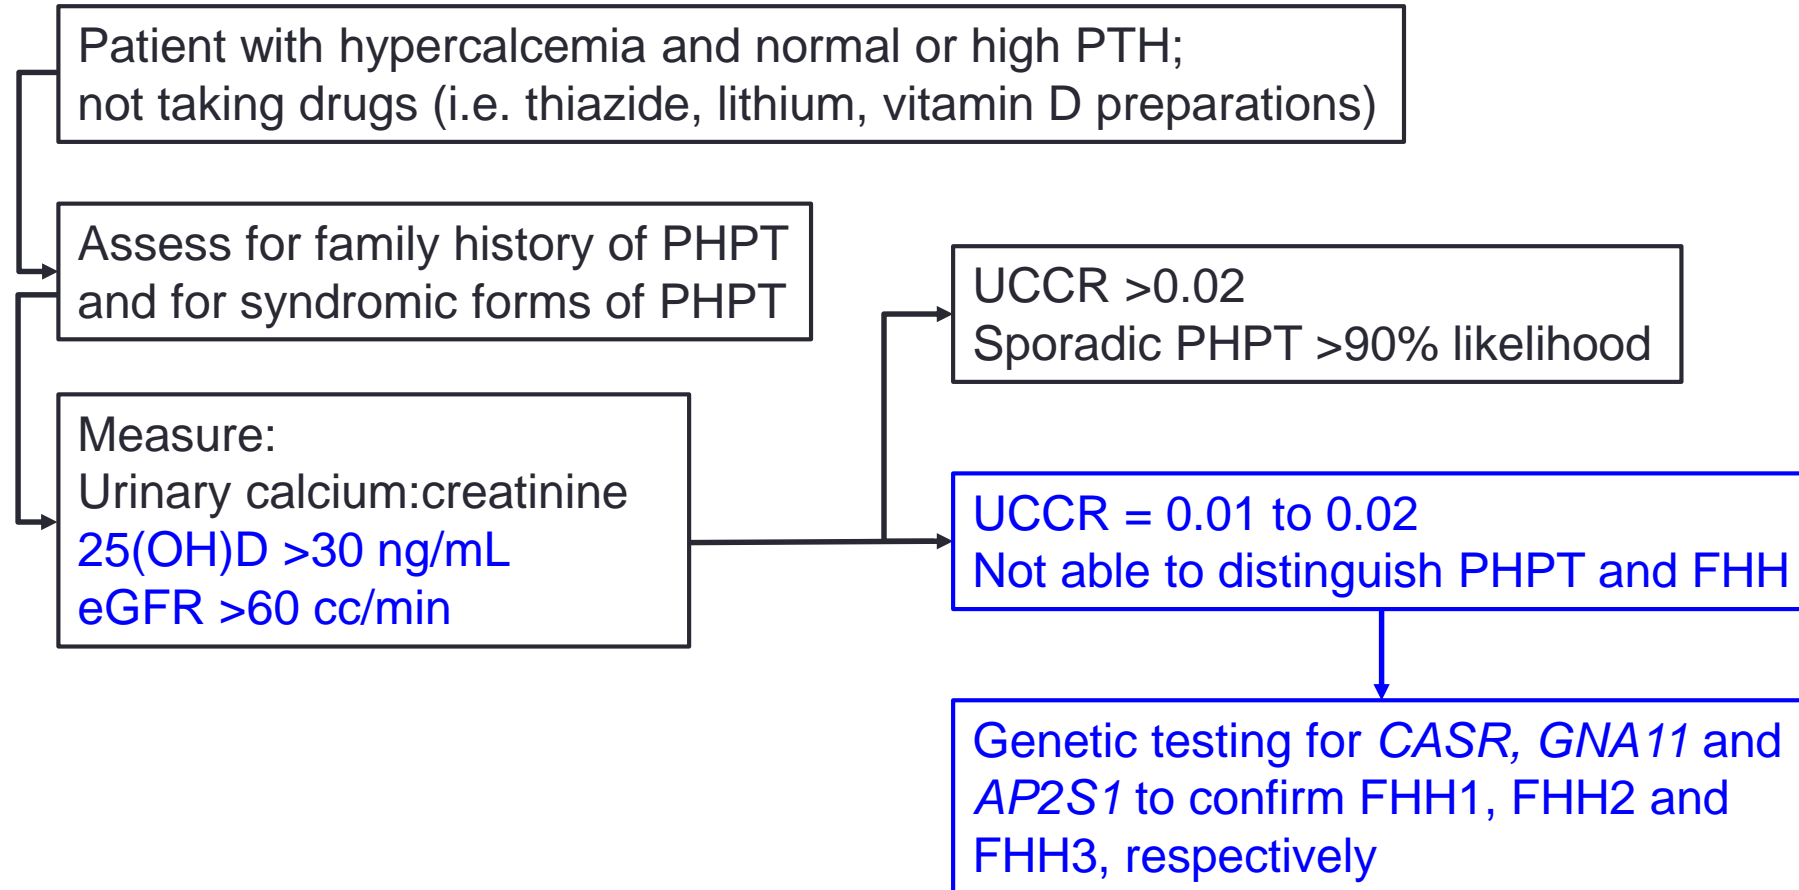 Patient with hypercalcemia and normal or high PTH;
not taking drugs (i.e. thiazide, lithium, vitamin D preparations)
Assess for family history of PHPT
and for syndromic forms of PHPT
Measure:
Urinary calcium:creatinine
25(OH)D >30 ng/mL
eGFR >60 cc/min
UCCR >0.02
Sporadic PHPT >90% likelihood
UCCR = 0.01 to 0.02
Not able to distinguish PHPT and FHH
Genetic testing for CASR, GNA11 and
AP2S1 to confirm FHH1, FHH2 and
FHH3, respectively